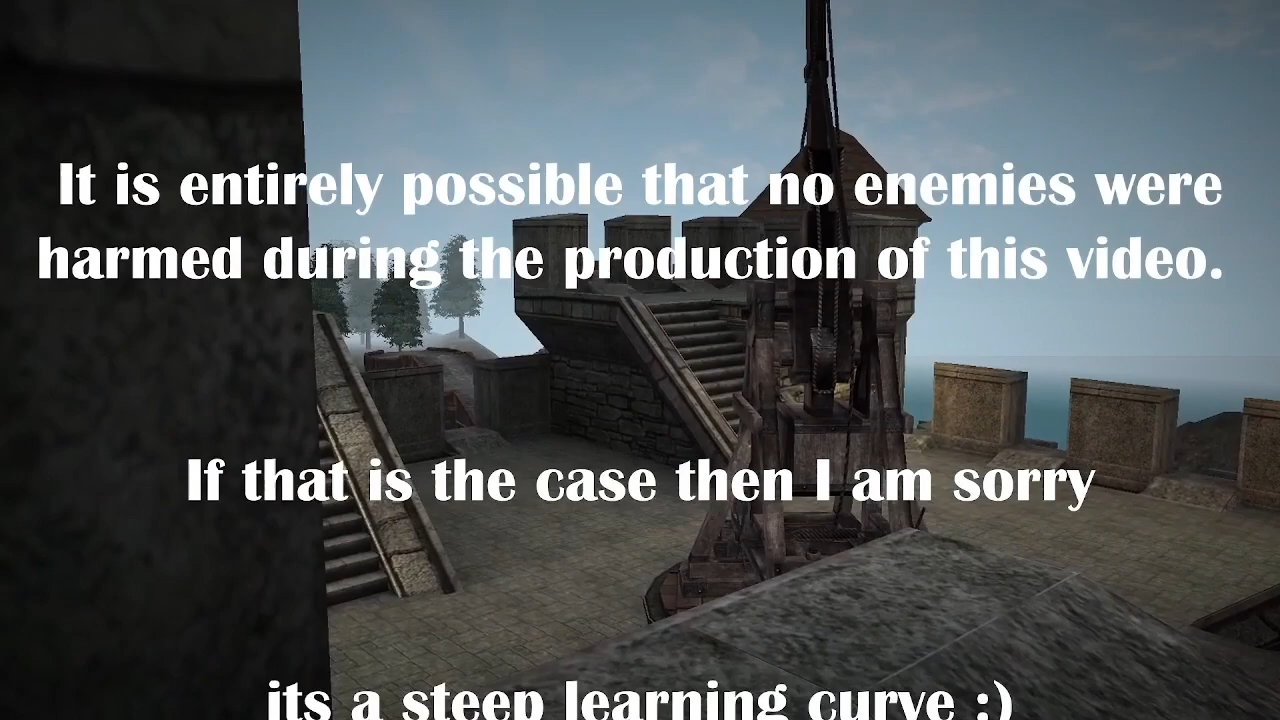 It is entirely possible that no enemies were
harmed during the production of this video.
If that is the case then I am sorry
its a steep learning curve :)